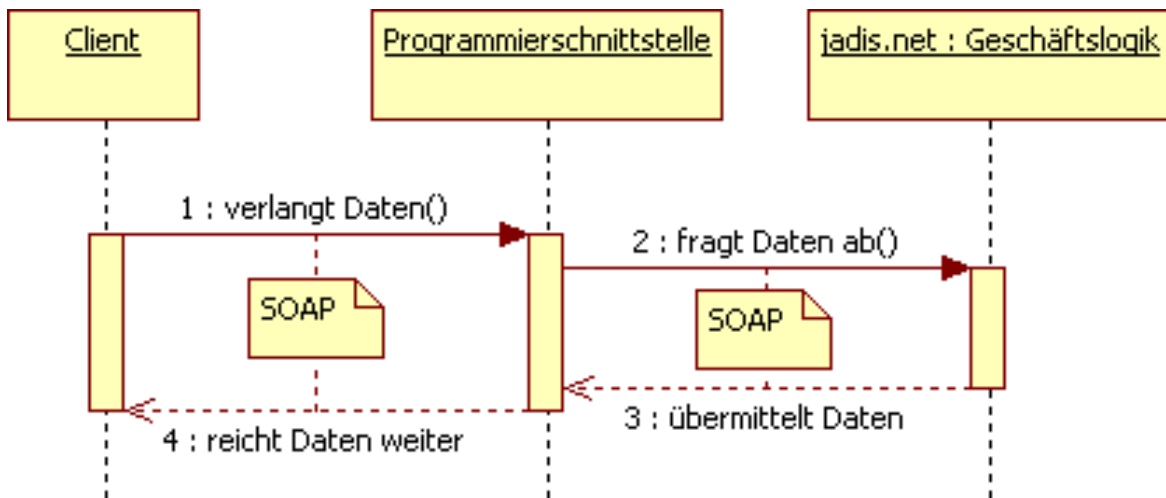 Client
Programmierschnittstelle
jadis.net : Geschäftslogik
1 : verlangt Daten()
2 : fragt Daten ab()
SOAP
SOAP
3 : übermittelt Daten
4 : reicht Daten weiter